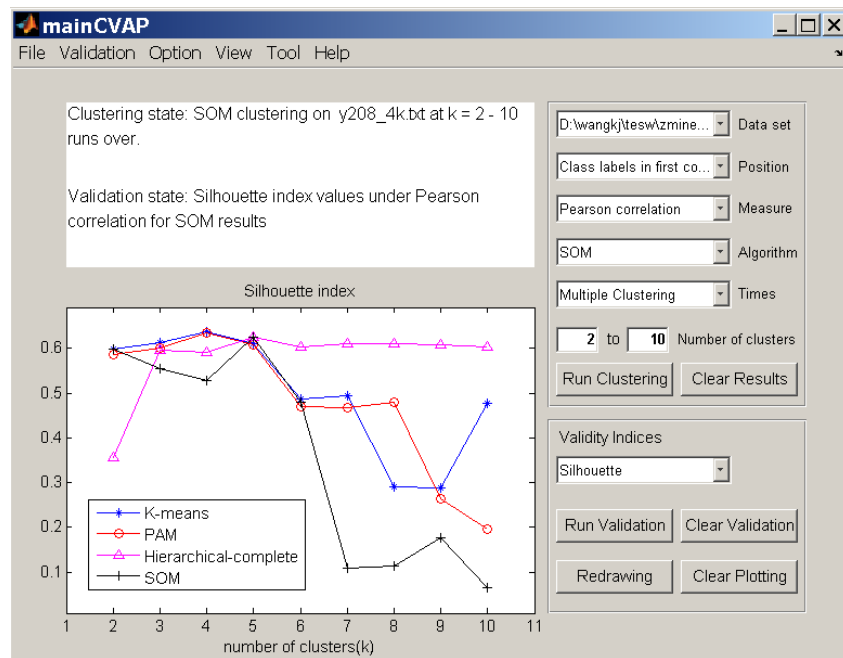 mainCVAP
File Validation Option View Tool Help
Clustering state: SOM clustering on y208_4k.txt at k = 2 - 10
runs over.
Validation state: Silhouette index values under Pearson
correlation for SOM results
D:\wangkj\tesw\zmine... Data set
Class labels in first co... Position
Pearson correlation Measure
SOM Algorithm
Multiple Clustering Times
2 to 10 Number of clusters
Run Clustering Clear Results
Validity Indices
Silhouette
Run Validation Clear Validation
Redrawing Clear Plotting
Silhouette index
0.6
0.5
0.4
0.3
0.2
0.1
K-means
PAM
Hierarchical-complete
SOM
1 2 3 4 5 6 7 8 9 10 11
number of clusters(k)